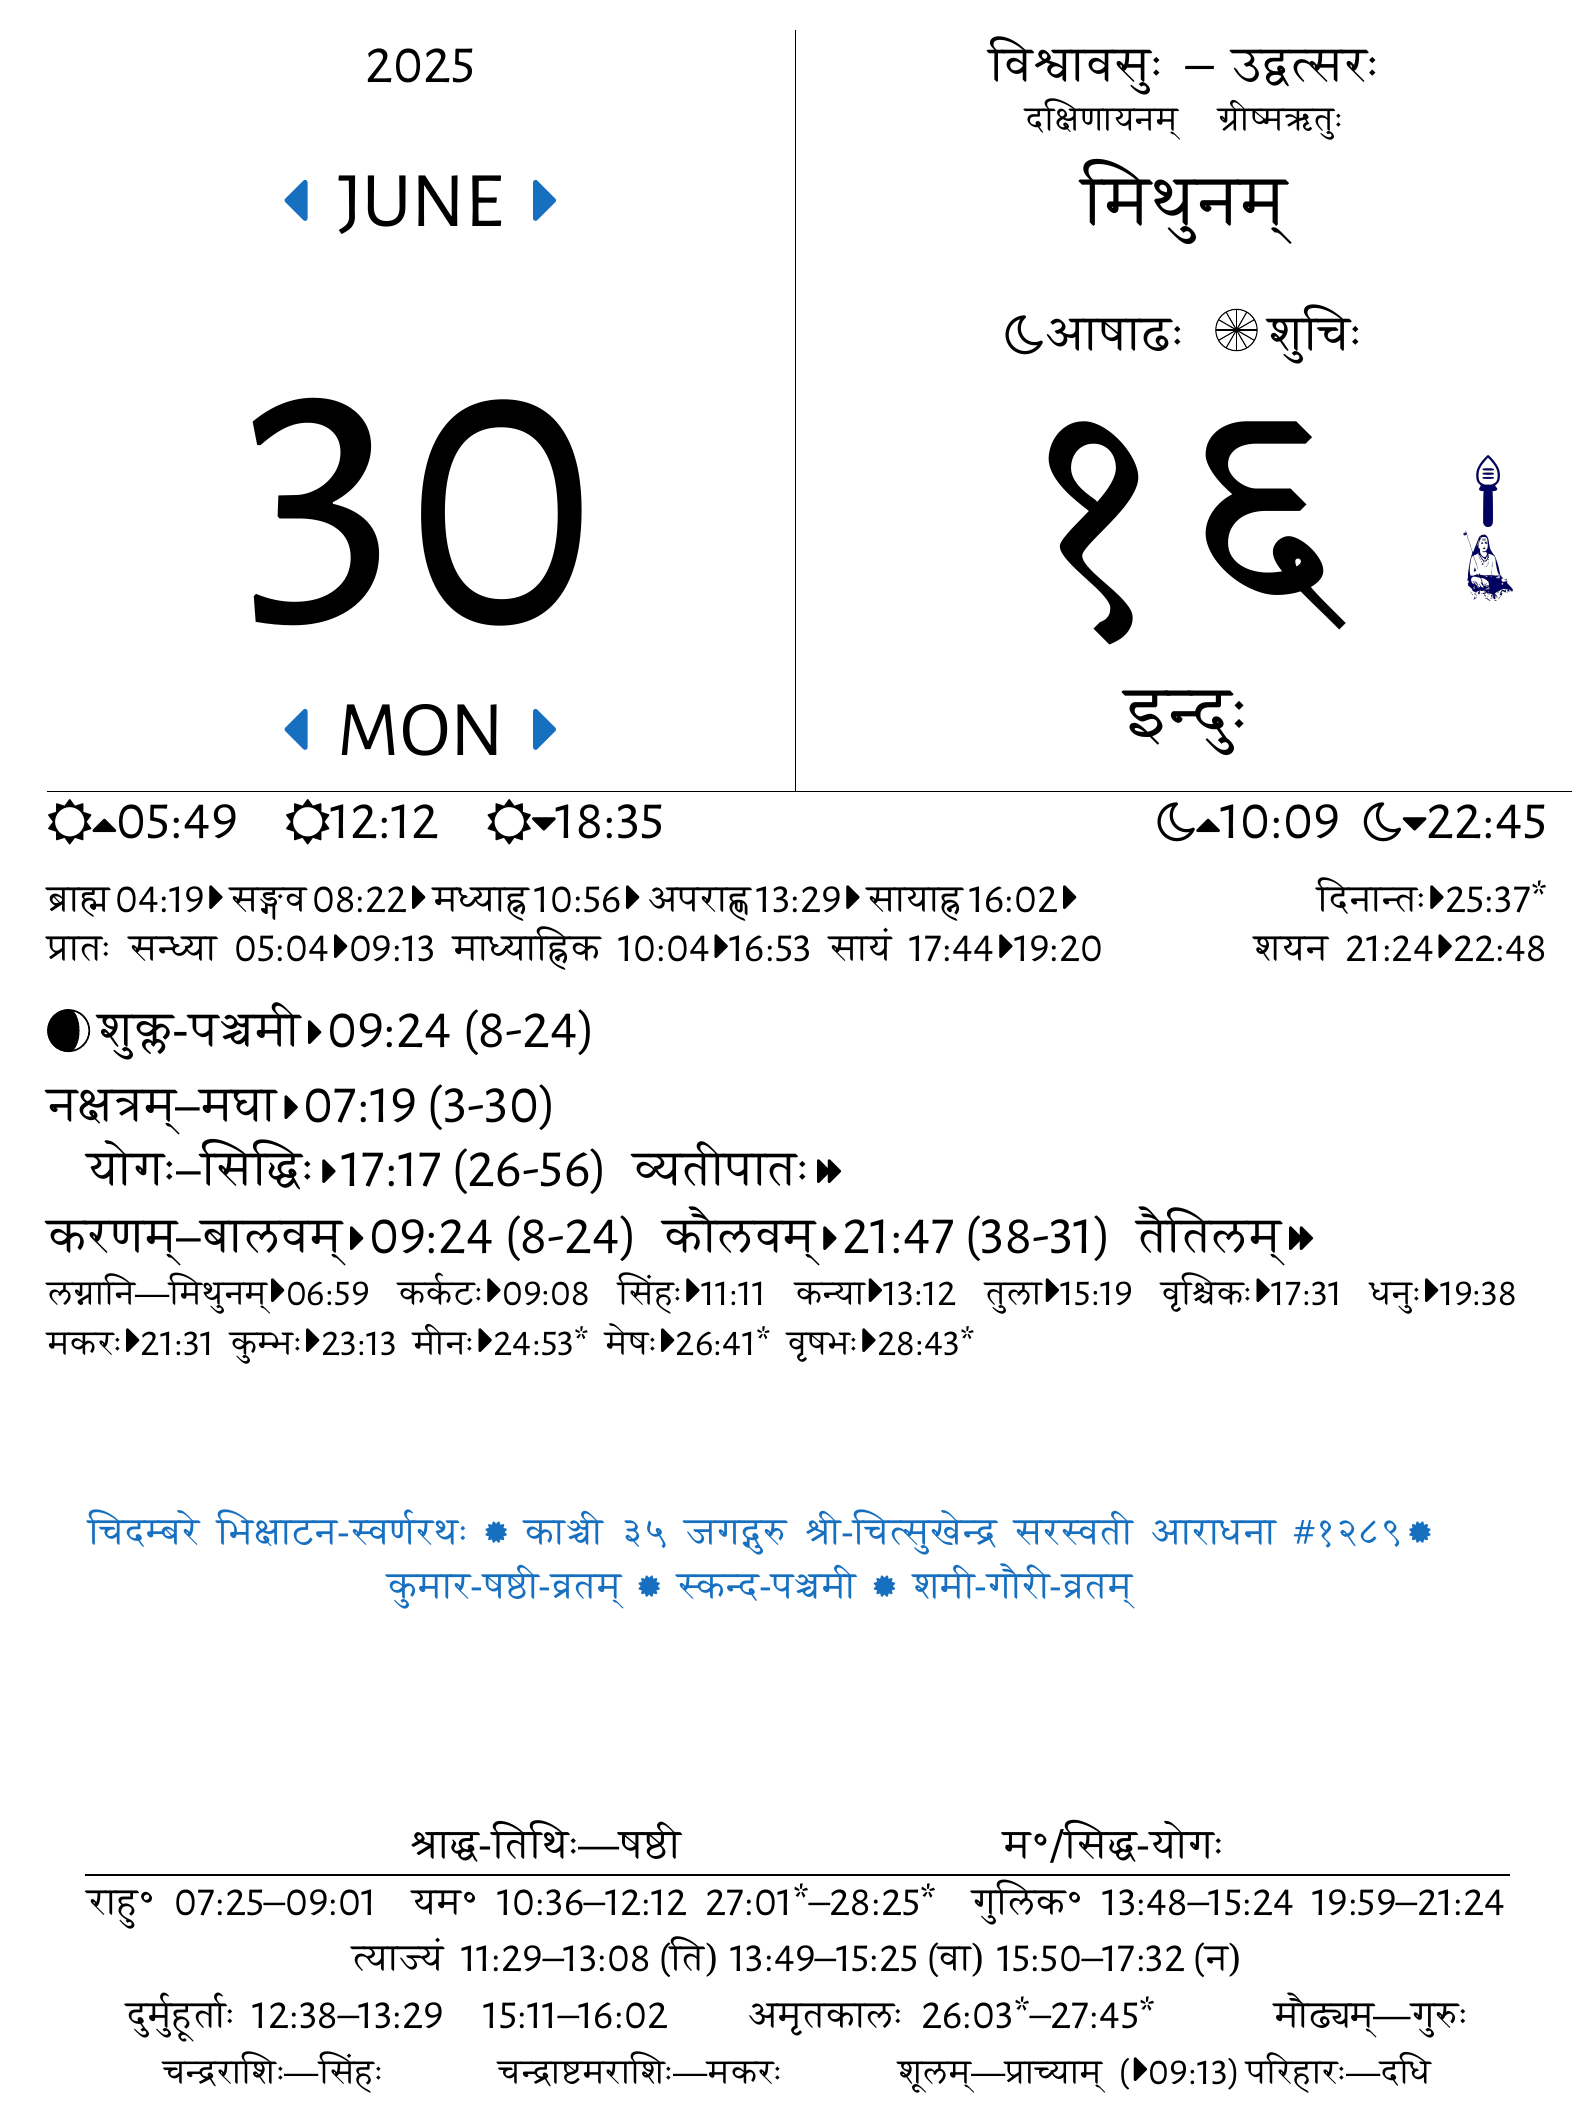 2025
JUNE
30
MON
विश्वावसुः – उद्वत्सरः
दक्षिणायनम् ग्रीष्मऋतुः
मिथुनम्
आषाढः शुचिः
१६
इन्दुः
05:49 12:12 18:35 10:09 22:45
ब्राह्म 04:19 सङ्गव 08:22 मध्याह्न 10:56 अपराह्ण 13:29 सायाह्न 16:02 दिनान्तः 25:37*
प्रातः सन्ध्या 05:04 09:13 माध्याह्निक 10:04 16:53 सायं 17:44 19:20 शयन 21:24 22:48
शुक्ल-पञ्चमी 09:24 (8-24)
नक्षत्रम्–मघा 07:19 (3-30)
योगः–सिद्धिः 17:17 (26-56) व्यतीपातः
करणम्–बालवम् 09:24 (8-24) कौलवम् 21:47 (38-31) तैतिलम्
लग्नानि—मिथुनम् 06:59 कर्कटः 09:08 सिंहः 11:11 कन्या 13:12 तुला 15:19 वृश्चिकः 17:31 धनुः 19:38
मकरः 21:31 कुम्भः 23:13 मीनः 24:53* मेषः 26:41* वृषभः 28:43*
चिदम्बरे भिक्षाटन-स्वर्णरथः ✹ काञ्ची ३५ जगद्गुरु श्री-चित्सुखेन्द्र सरस्वती आराधना #१२८९ ✹
कुमार-षष्ठी-व्रतम् ✹ स्कन्द-पञ्चमी ✹ शमी-गौरी-व्रतम्
श्राद्ध-तिथिः—षष्ठी म॰/सिद्ध-योगः
राहु॰ 07:25–09:01 यम॰ 10:36–12:12 27:01*–28:25* गुलिक॰ 13:48–15:24 19:59–21:24
त्याज्यं 11:29–13:08 (ति) 13:49–15:25 (वा) 15:50–17:32 (न)
दुर्मुहूर्ताः 12:38–13:29 15:11–16:02 अमृतकालः 26:03*–27:45* मौढ्यम्—गुरुः
चन्द्रराशिः—सिंहः चन्द्राष्टमराशिः—मकरः शूलम्—प्राच्याम् (09:13) परिहारः—दधि